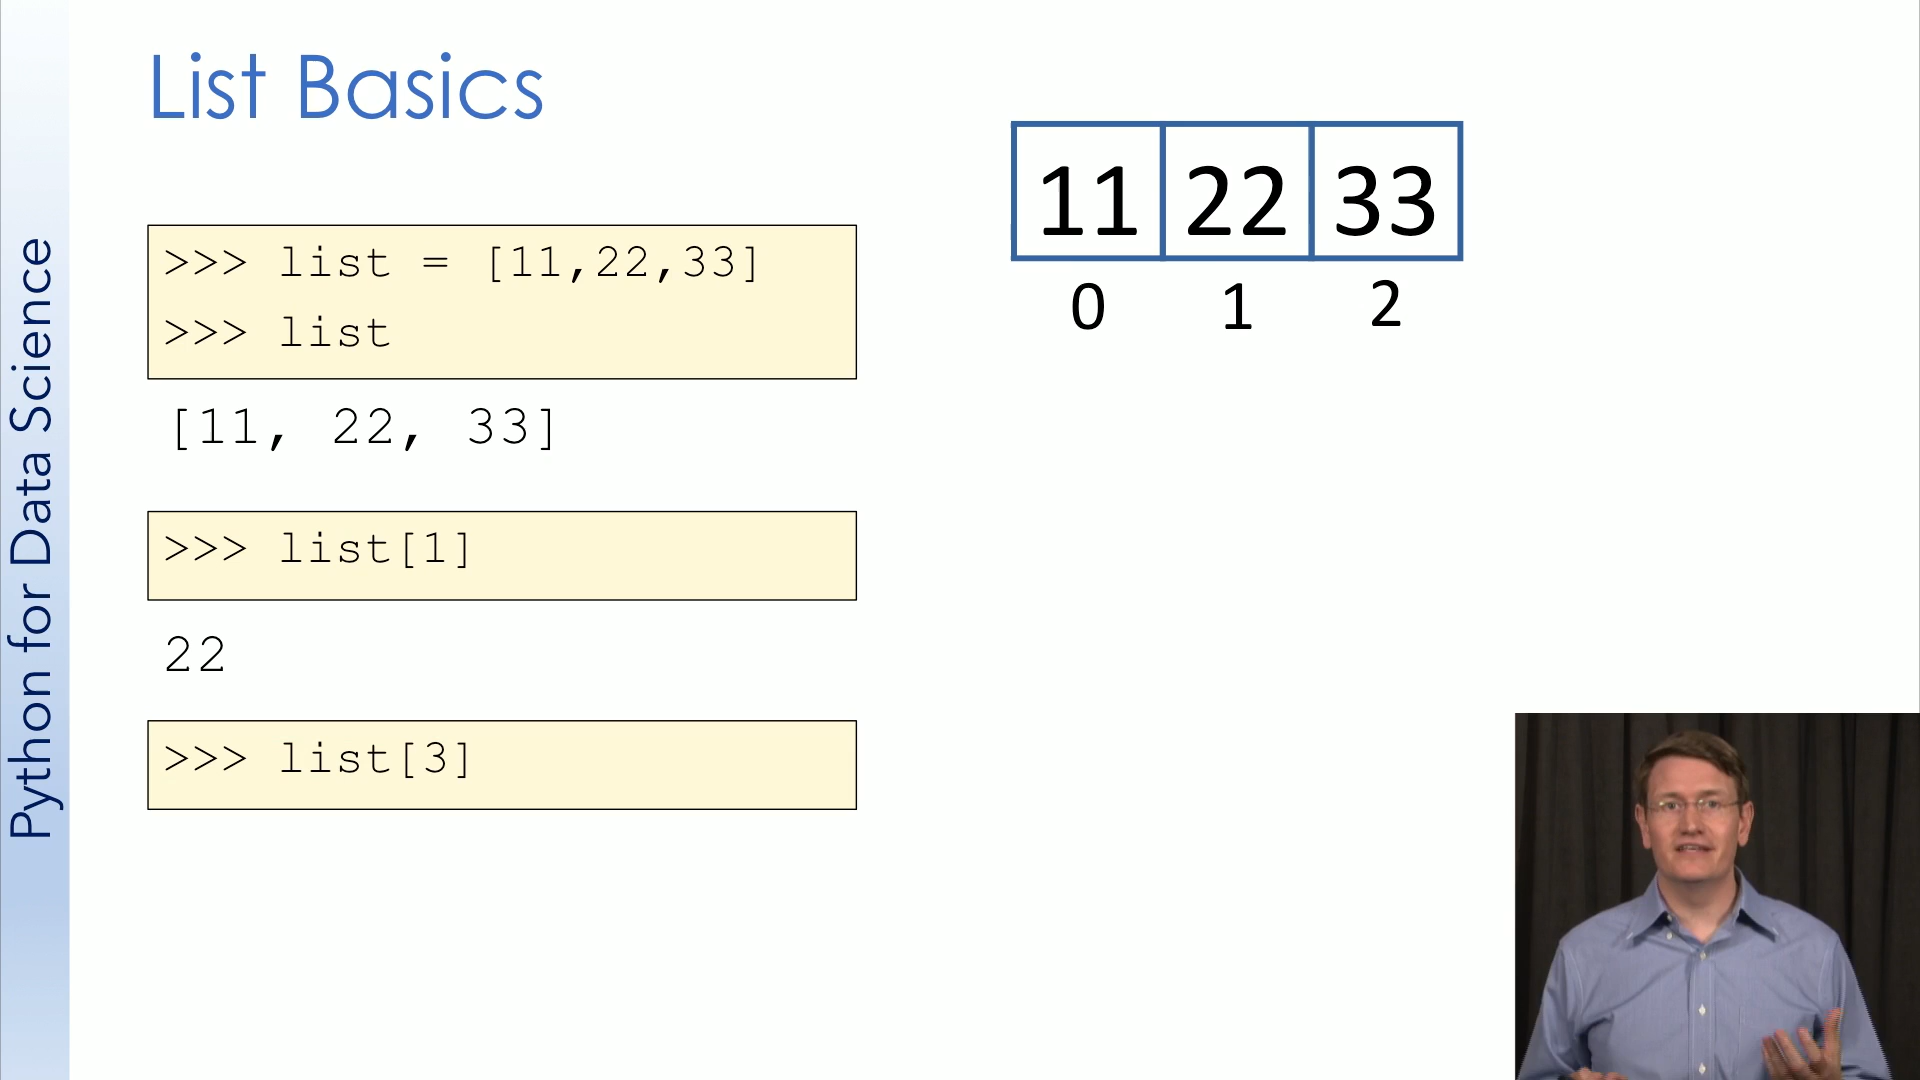 Python for Data Science
List Basics
>>> list = [11,22,33]
>>> list
[11, 22, 33]
>>> list[1]
22
>>> list[3]
11 22 33
0 1 2